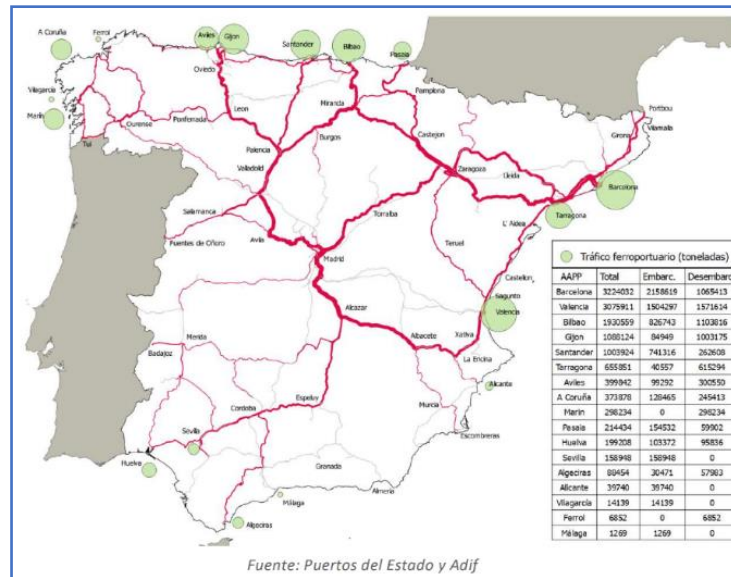 A Coruña
Ferrol
Aviles
Gijon
Santander
Bilbao
Pasaia
Oviedo
Vilagarcía
Marin
Tui
Ourense
Ponferrada
Leon
Palencia
Burgos
Miranda
Pamplona
Castejon
Portbou
Vilamala
Girona
Valladolid
Zaragoza
Lleida
Barcelona
Tarragona
Salamanca
Fuentes de Oñoro
Avila
Torralba
Madrid
Teruel
L' Aldea
Castellon
Sagunto
Valencia
Alcazar
Albacete
Xativa
La Encina
Merida
Badajoz
Alicante
Murcia
Escombreras
Cordoba
Espeluy
Sevilla
Huelva
Granada
Almeria
Málaga
Algeciras
Tráfico ferroportuario (toneladas)
AAPP Total Embarc. Desembarc
Barcelona 3224032 2158619 1065413
Valencia 3075911 1504297 1571614
Bilbao 1930559 826743 1103816
Gijon 1088124 84949 1003175
Santander 1003924 741316 262608
Tarragona 655851 40557 615294
Aviles 399842 99292 300550
A Coruña 373878 128465 245413
Marin 298234 0 298234
Pasaia 214434 154532 59902
Huelva 199208 103372 95836
Sevilla 158948 158948 0
Algeciras 88454 30471 57983
Alicante 39740 39740 0
Vilagarcía 14139 14139 0
Ferrol 6852 0 6852
Málaga 1269 1269 0
Fuente: Puertos del Estado y Adif